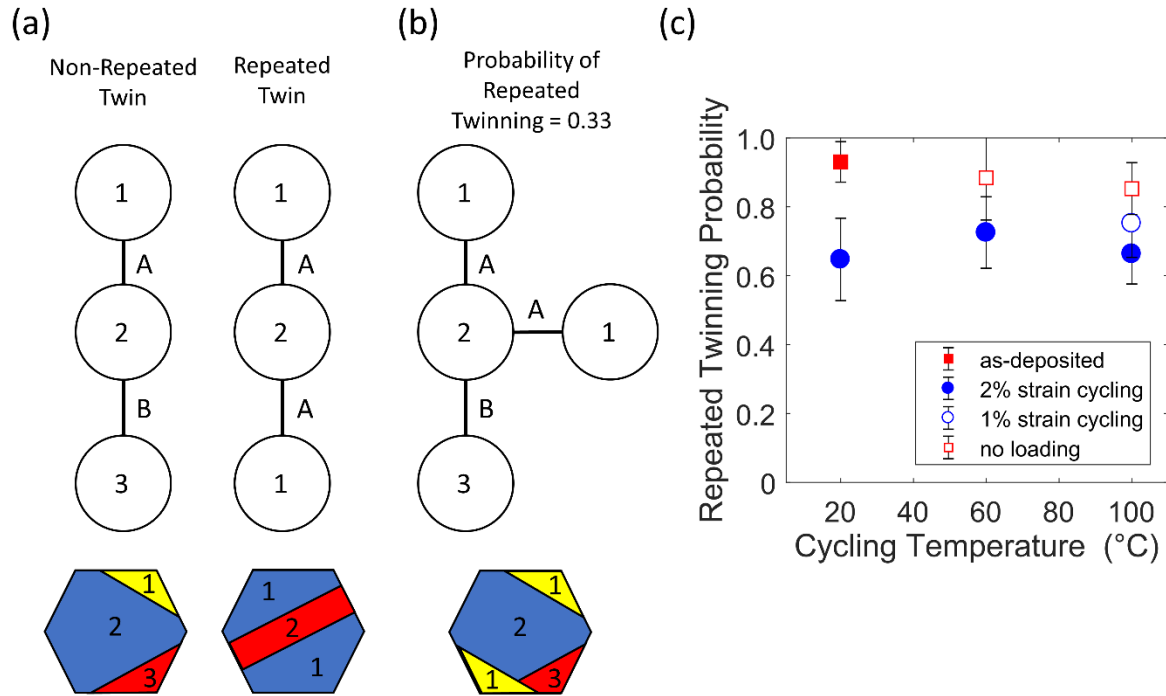 (a)
Non-Repeated
Twin
Repeated
Twin
1
A
2
B
3
1
A
2
A
1
1
2
3
1
2
1
(b)
Probability of
Repeated
Twinning = 0.33
1
A
2
A
1
B
3
1
2
1
3
(c)
Repeated Twinning Probability
1.0
0.8
0.6
0.4
0.2
0
20
40
60
80
100
Cycling Temperature (°C)
as-deposited
2% strain cycling
1% strain cycling
no loading